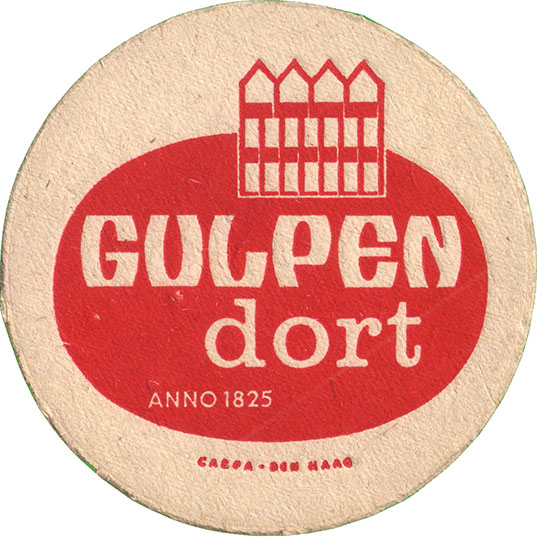 GULPEN
dort
ANNO 1825
CARPA • DEN HAAG